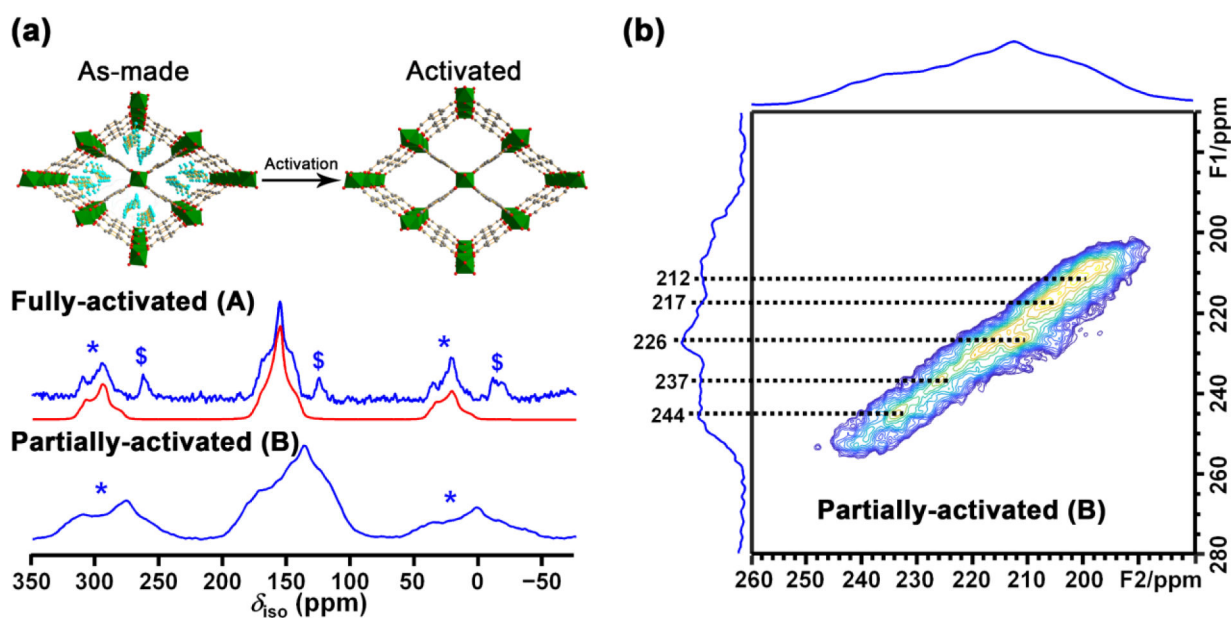 (a)
As-made
Activated
Activation
Fully-activated (A)
* $ * $ $
Partially-activated (B)
* *
350 300 250 200 150 100 50 0 −50
δiso (ppm)
(b)
F1/ppm
200
220
240
260
280
212
217
226
237
244
Partially-activated (B)
260 240 230 220 210 200 F2/ppm